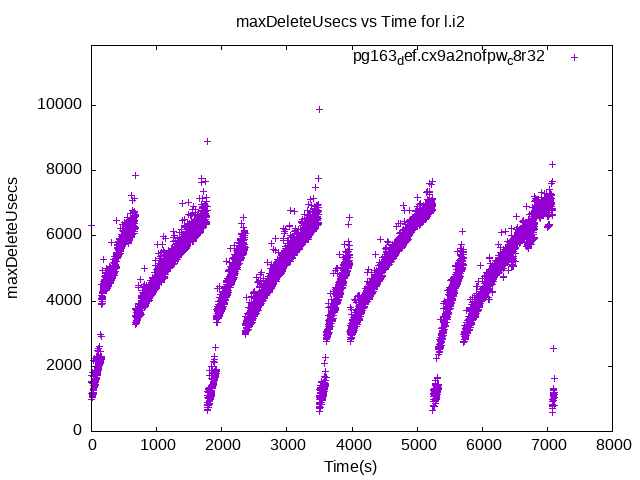 maxDeleteUsecs vs Time for l.i2
pg163_def.cx9a2nofpw_c8r32
maxDeleteUsecs
10000
8000
6000
4000
2000
0
0 1000 2000 3000 4000 5000 6000 7000 8000
Time(s)